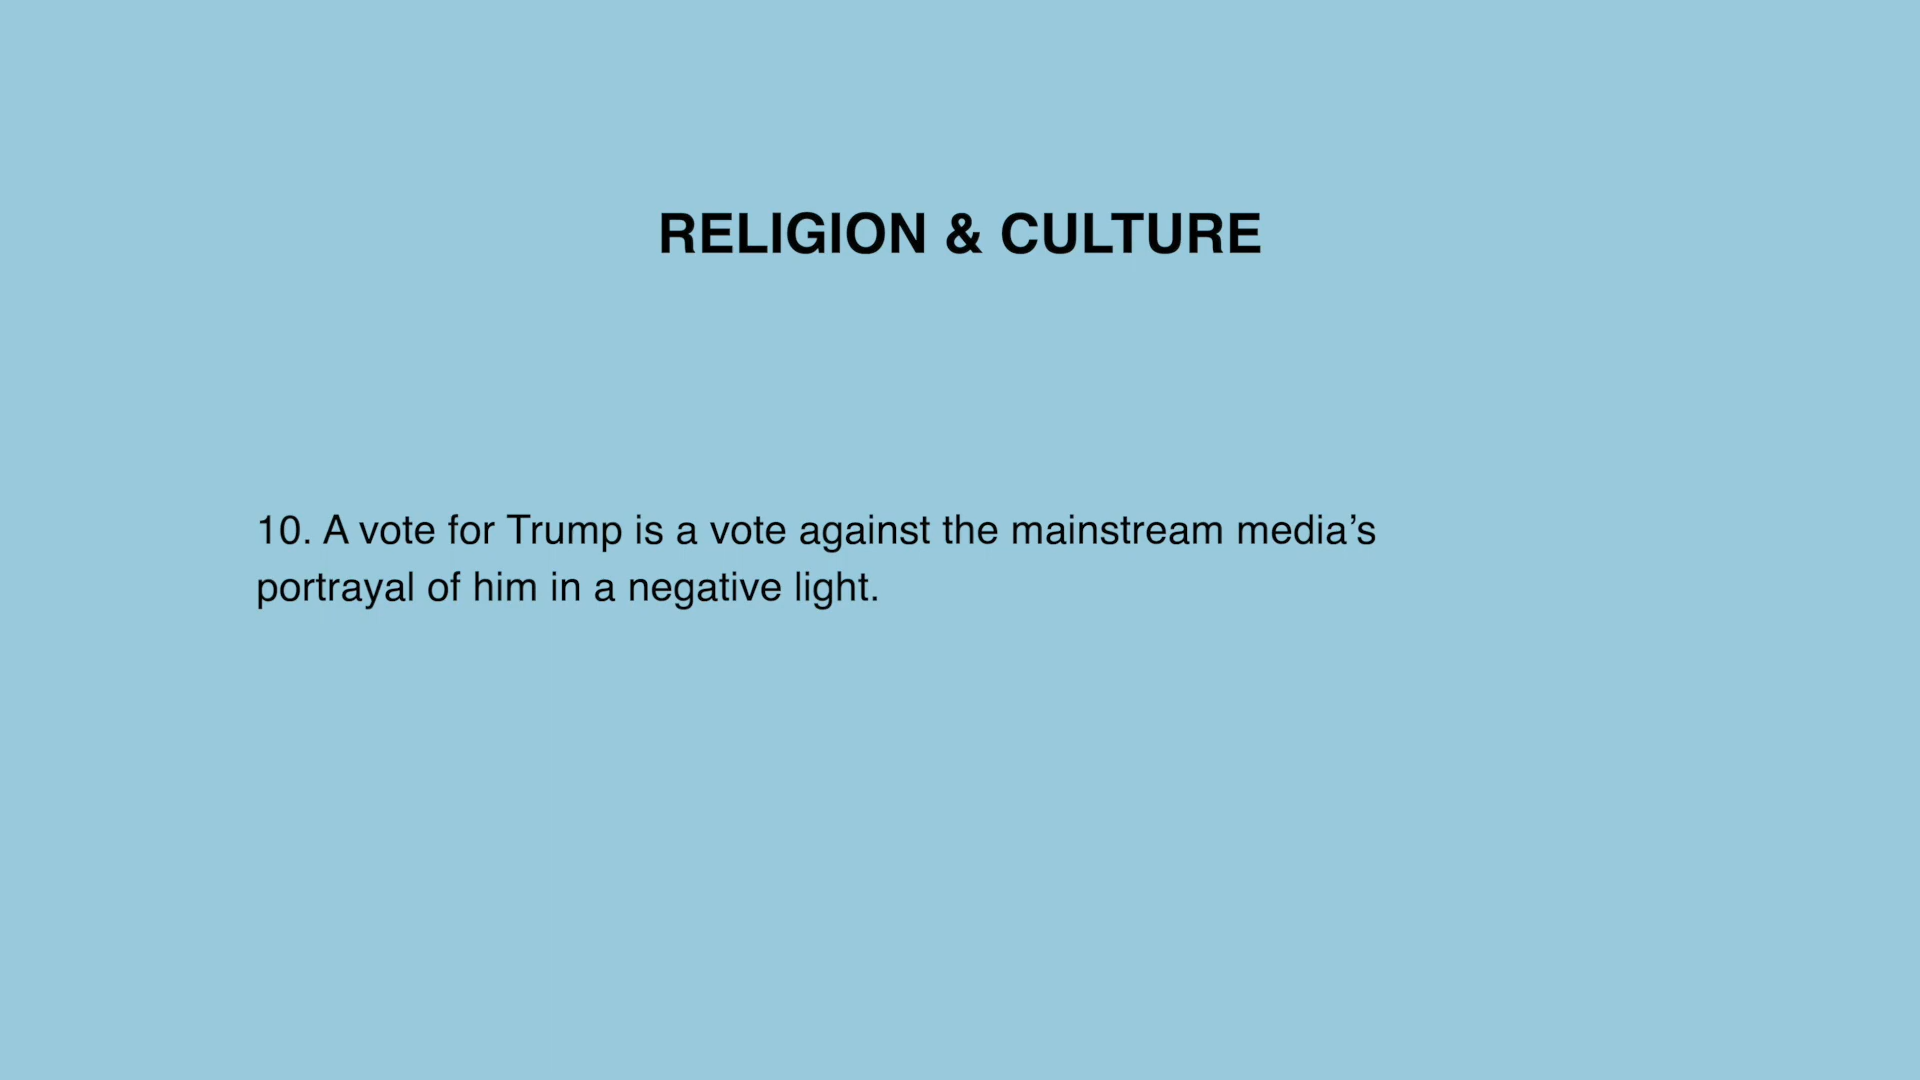 RELIGION & CULTURE
10. A vote for Trump is a vote against the mainstream media’s
portrayal of him in a negative light.